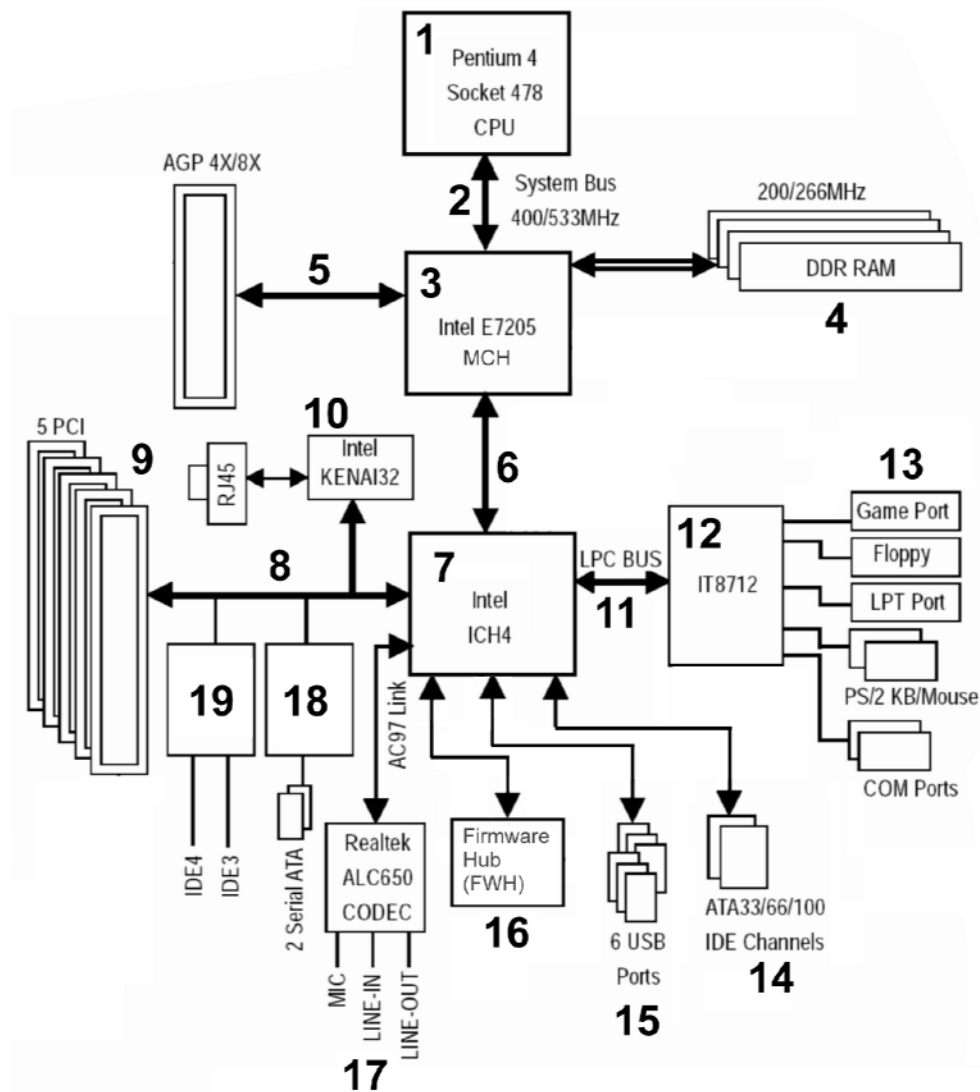 1
Pentium 4
Socket 478
CPU
AGP 4X/8X
2
System Bus
400/533MHz
200/266MHz
DDR RAM
4
5
3
Intel E7205
MCH
6
5 PCI
9
10
Intel
KENAI32
RJ45
8
7
Intel
ICH4
LPC BUS
11
12
IT8712
13
Game Port
Floppy
LPT Port
PS/2 KB/Mouse
COM Ports
19
18
AC97 Link
IDE4
IDE3
2 Serial ATA
Realtek
ALC650
CODEC
MIC
LINE-IN
LINE-OUT
17
Firmware
Hub
(FWH)
16
6 USB
Ports
15
ATA33/66/100
IDE Channels
14